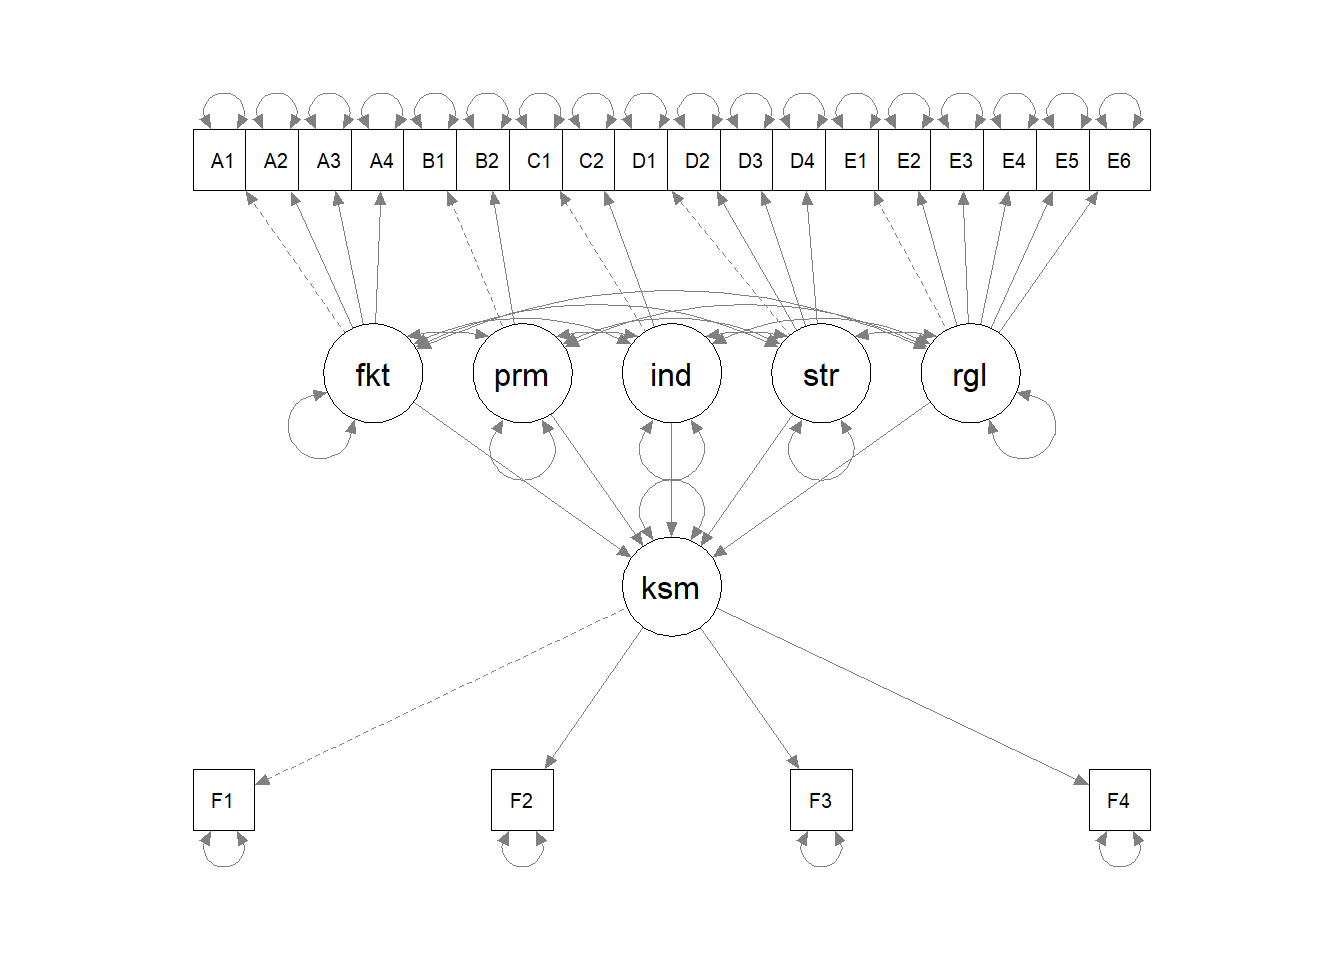 A1 A2 A3 A4 B1 B2 C1 C2 D1 D2 D3 D4 E1 E2 E3 E4 E5 E6
fkt prm ind str rgl
ksm
F1 F2 F3 F4